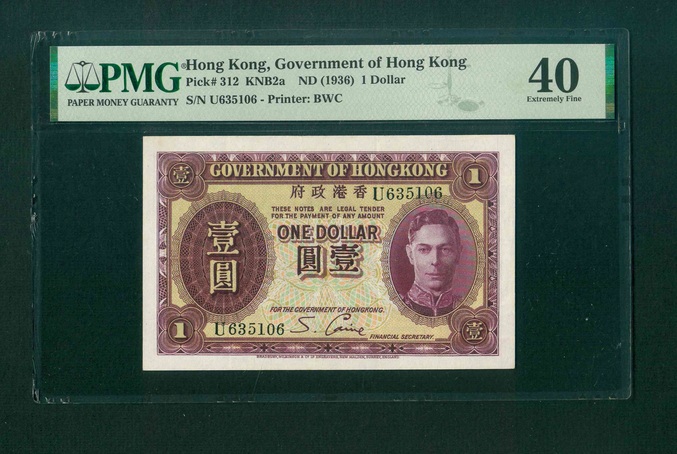 PMG® Hong Kong, Government of Hong Kong
Pick# 312 KNB2a ND (1936) 1 Dollar
PAPER MONEY GUARANTY S/N U635106 - Printer: BWC
40
Extremely Fine
壹 GOVERNMENT OF HONGKONG 1
府政港香 U635106
THESE NOTES ARE LEGAL TENDER
FOR THE PAYMENT OF ANY AMOUNT
ONE DOLLAR
圓壹
壹圓
FOR THE GOVERNMENT OF HONGKONG.
1 U635106 S. Caine
FINANCIAL SECRETARY.
壹